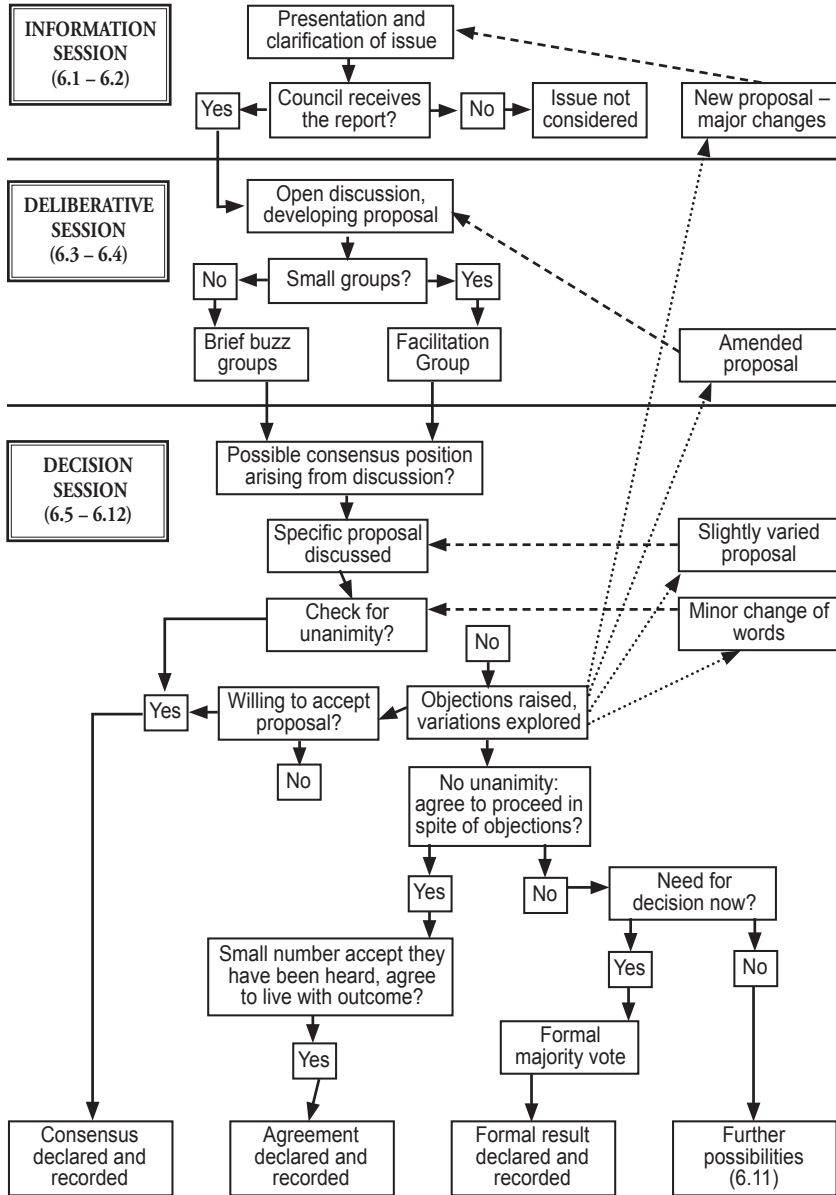 INFORMATION
SESSION
(6.1 – 6.2)
Presentation and
clarification of issue
Yes
Council receives
the report?
No
Issue not
considered
New proposal –
major changes
DELIBERATIVE
SESSION
(6.3 – 6.4)
Open discussion,
developing proposal
No
Small groups?
Yes
Brief buzz
groups
Facilitation
Group
Amended
proposal
DECISION
SESSION
(6.5 – 6.12)
Possible consensus position
arising from discussion?
Specific proposal
discussed
Slightly varied
proposal
Check for
unanimity?
Minor change of
words
No
Yes
Willing to accept
proposal?
Objections raised,
variations explored
No
No unanimity:
agree to proceed in
spite of objections?
Yes
No
Need for
decision now?
Small number accept they
have been heard, agree
to live with outcome?
Yes
No
Yes
Formal
majority vote
Consensus
declared and
recorded
Agreement
declared and
recorded
Formal result
declared and
recorded
Further
possibilities
(6.11)